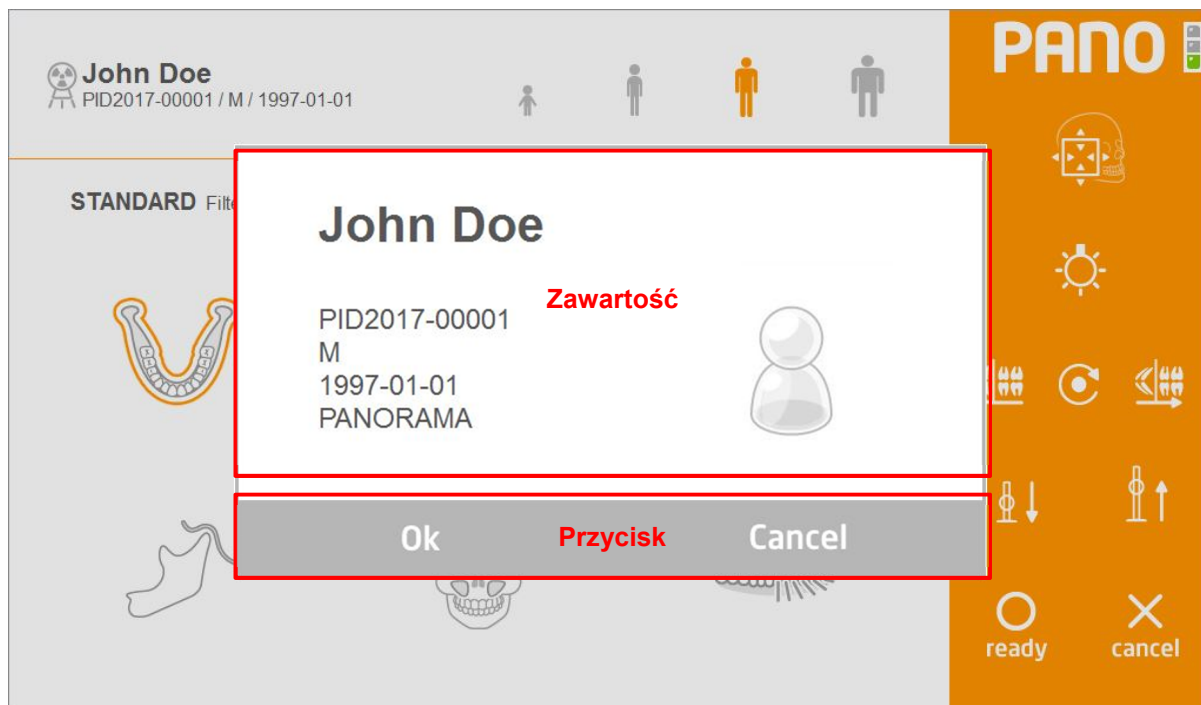 John Doe
PID2017-00001 / M / 1997-01-01
PANO
STANDARD
John Doe
Zawartość
PID2017-00001
M
1997-01-01
PANORAMA
Ok
Przycisk
Cancel
ready
cancel